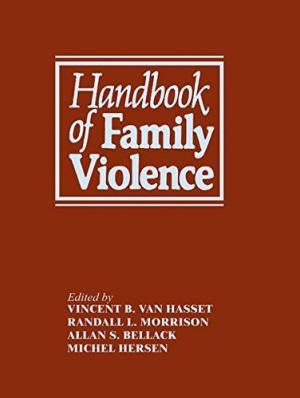 Handbook
of Family
Violence
Edited by
VINCENT B. VAN HASSET
RANDALL L. MORRISON
ALLAN S. BELLACK
MICHEL HERSEN